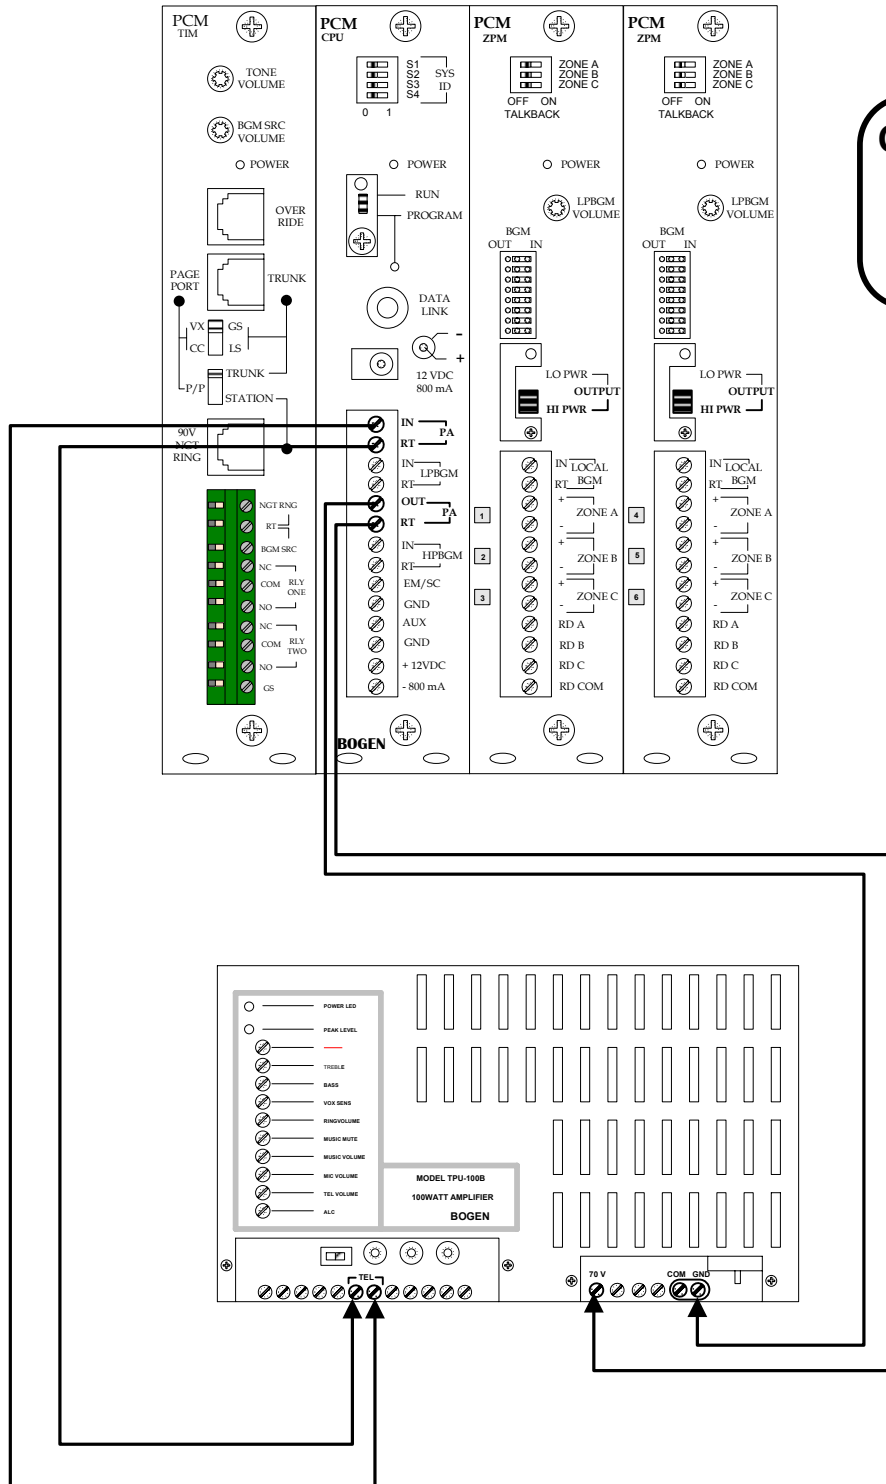 PCM
TIM
TONE
VOLUME
BGM SRC
VOLUME
POWER
OVER
RIDE
PAGE
PORT
TRUNK
VX
GS
CC
LS
TRUNK
P/P
STATION
90V
NGT
RING
NGT RNG
RT
BGM SRC
NC
COM
RLY
ONE
NO
NC
COM
RLY
TWO
NO
GS
PCM
CPU
S1
S2
S3
S4
SYS
ID
0 1
POWER
RUN
PROGRAM
DATA
LINK
-
+
12 VDC
800 mA
IN
PA
RT
IN
LPBGM
RT
OUT
PA
RT
IN
HPBGM
RT
EM/SC
GND
AUX
GND
+ 12VDC
- 800 mA
BOGEN
PCM
ZPM
ZONE A
ZONE B
ZONE C
OFF ON
TALKBACK
POWER
LPBGM
VOLUME
BGM
OUT IN
LO PWR
OUTPUT
HI PWR
IN
LOCAL
BGM
RT
1
+
ZONE A
-
2
+
ZONE B
-
3
+
ZONE C
-
RD A
RD B
RD C
RD COM
PCM
ZPM
ZONE A
ZONE B
ZONE C
OFF ON
TALKBACK
POWER
LPBGM
VOLUME
BGM
OUT IN
LO PWR
OUTPUT
HI PWR
IN
LOCAL
BGM
RT
4
+
ZONE A
-
5
+
ZONE B
-
6
+
ZONE C
-
RD A
RD B
RD C
RD COM
POWER LED
PEAK LEVEL
TREBLE
BASS
VOX SENS
RINGVOLUME
MUSIC MUTE
MUSIC VOLUME
MIC VOLUME
TEL VOLUME
ALC
MODEL TPU-100B
100WATT AMPLIFIER
BOGEN
TEL
70 V
COM GND